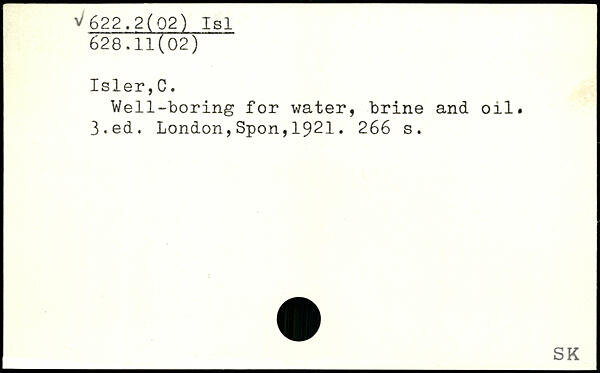 √ 622.2(02) Isl
628.11(02)
Isler,C.
Well-boring for water, brine and oil.
3.ed. London,Spon,1921. 266 s.
SK